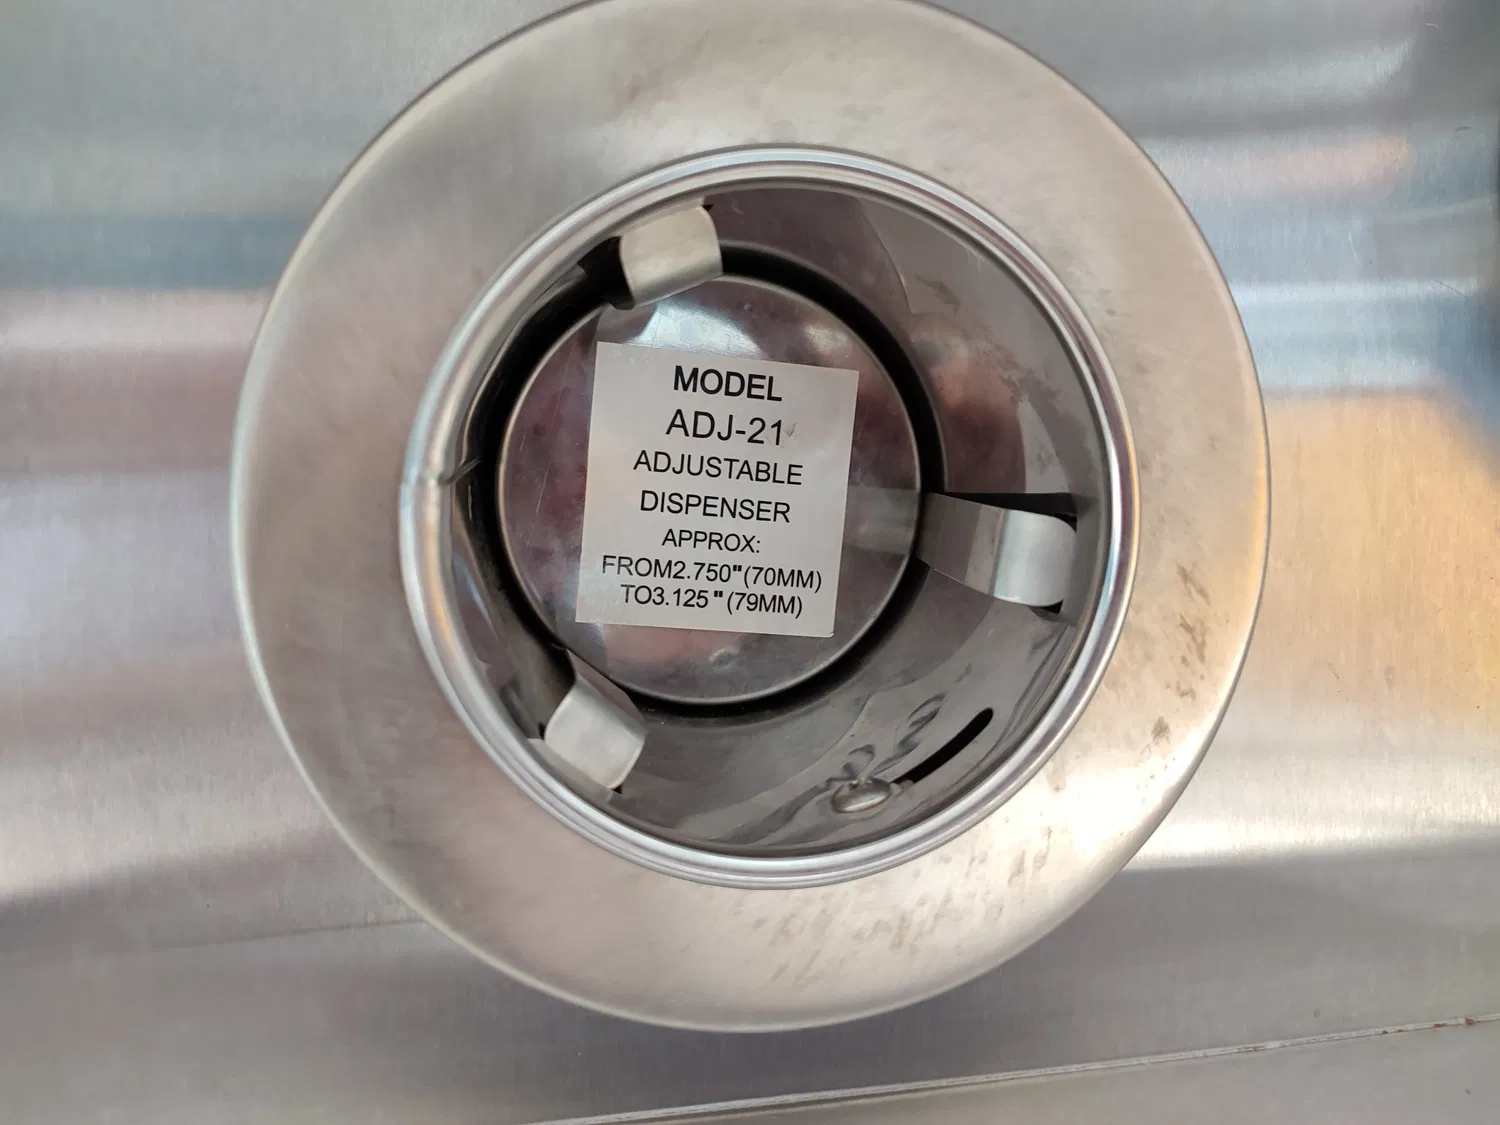 MODEL
ADJ-21
ADJUSTABLE
DISPENSER
APPROX:
FROM2.750"(70MM)
TO3.125"(79MM)